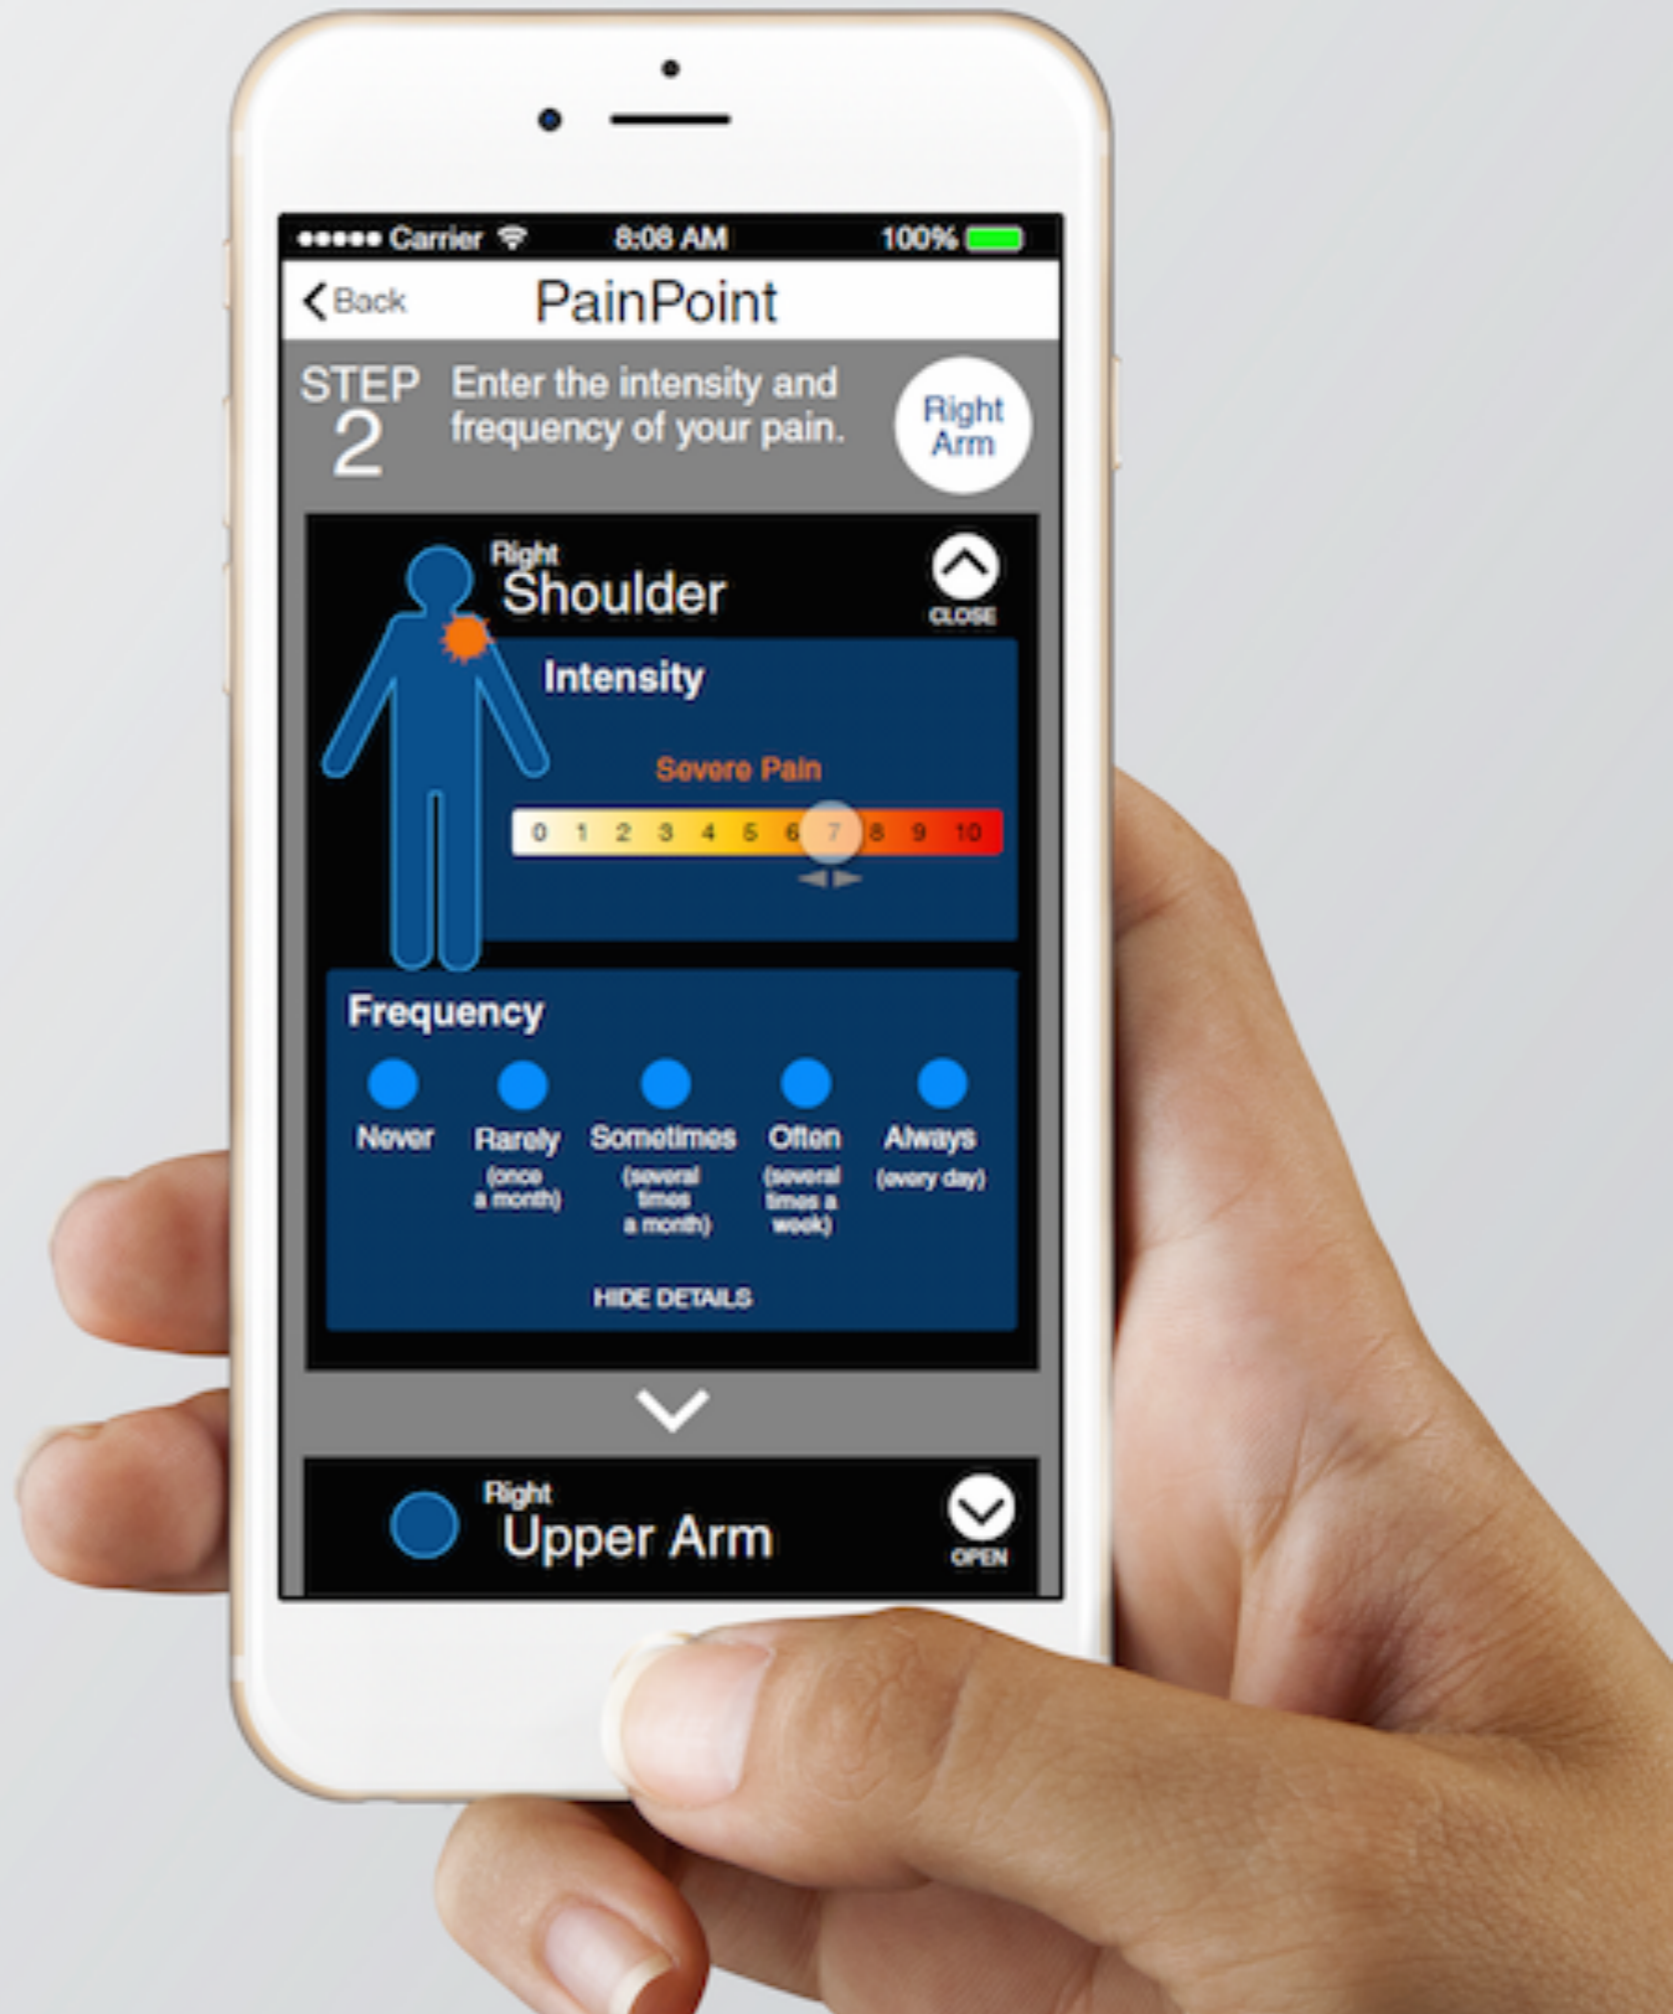 Carrier 8:08 AM 100%
Back PainPoint
STEP
2
Enter the intensity and
frequency of your pain.
Right
Arm
Right
Shoulder
CLOSE
Intensity
Severe Pain
0 1 2 3 4 5 6 7 8 9 10
Frequency
Never
Rarely
(once
a month)
Sometimes
(several
times
a month)
Often
(several
times a
week)
Always
(every day)
HIDE DETAILS
Right
Upper Arm
OPEN